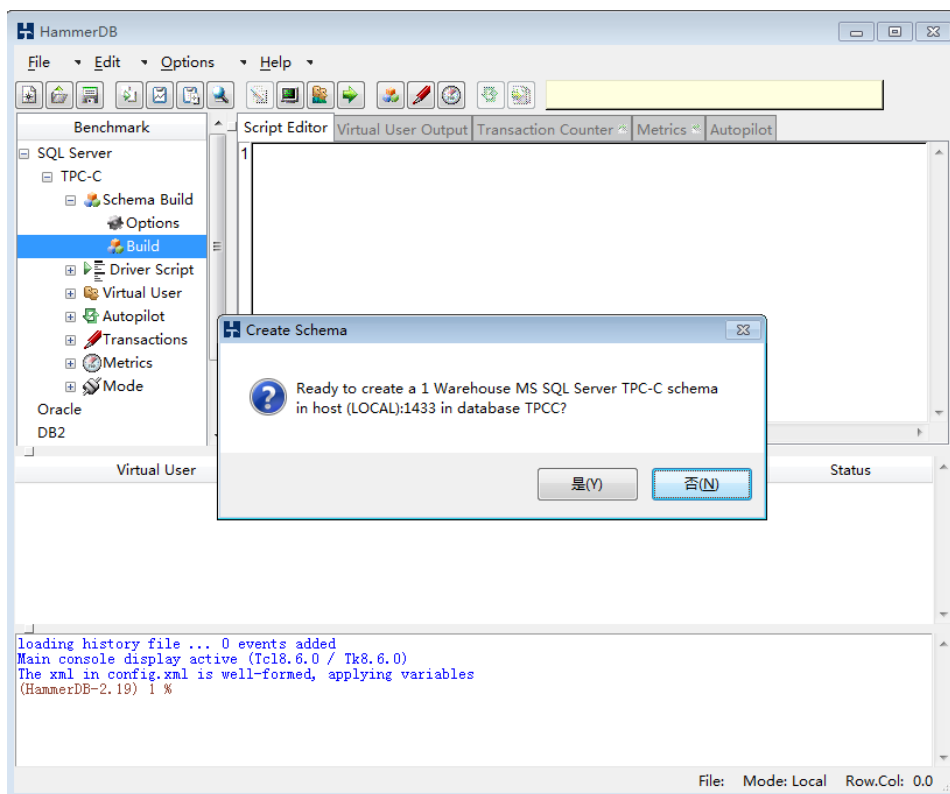 HammerDB
File Edit Options Help
Benchmark
Script Editor Virtual User Output Transaction Counter Metrics Autopilot
SQL Server
1
TPC-C
Schema Build
Options
Build
Driver Script
Virtual User
Autopilot
Transactions
Metrics
Mode
Oracle
DB2
Create Schema
Ready to create a 1 Warehouse MS SQL Server TPC-C schema
in host (LOCAL):1433 in database TPCC?
是(Y) 否(N)
Virtual User Status
loading history file ... 0 events added
Main console display active (Tcl8.6.0 / Tk8.6.0)
The xml in config.xml is well-formed, applying variables
(HammerDB-2.19) 1 %
File: Mode: Local Row.Col: 0.0